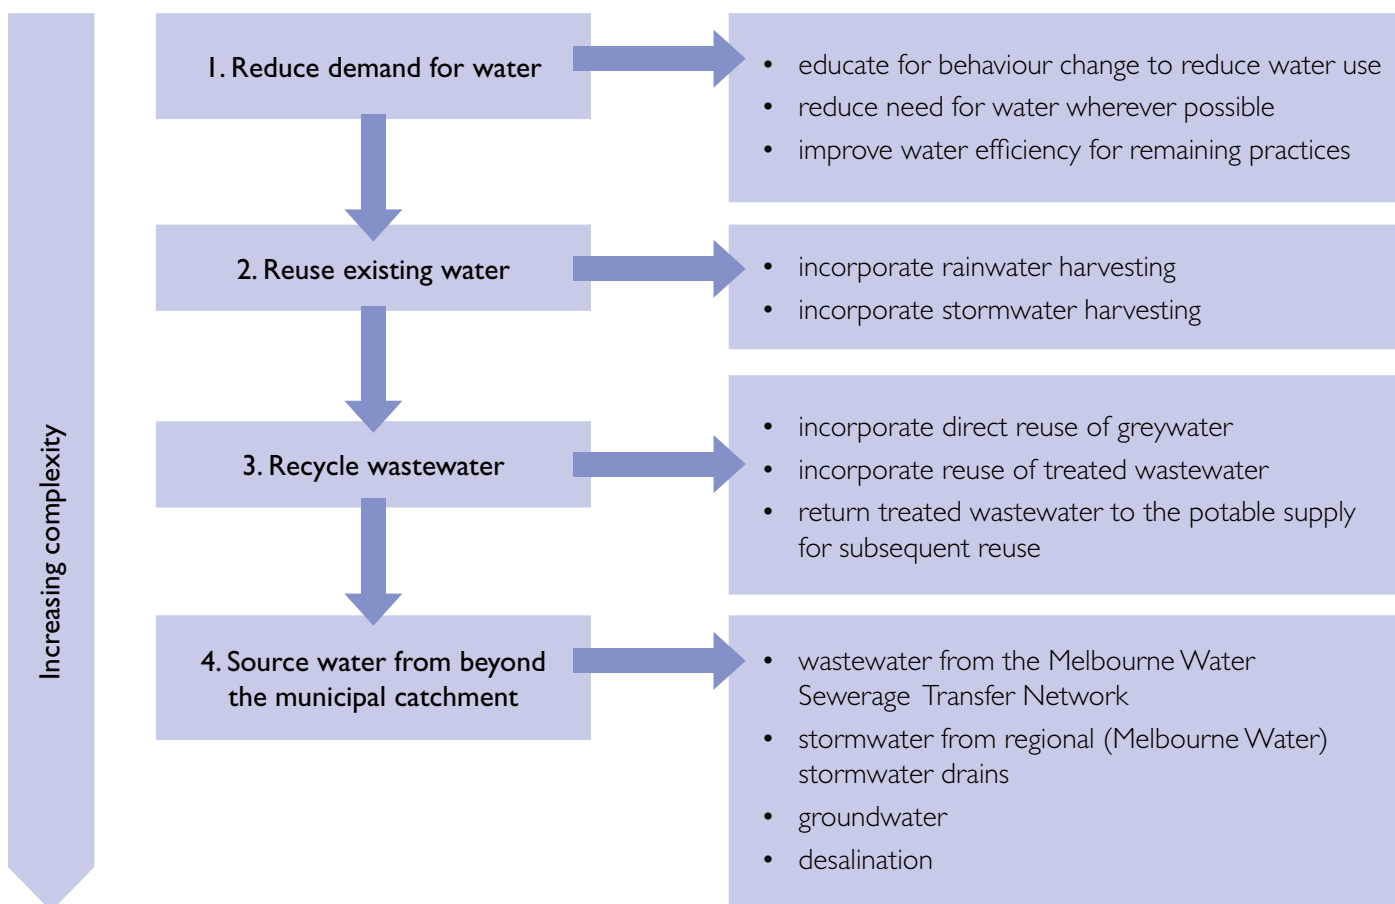 Increasing complexity
1. Reduce demand for water
• educate for behaviour change to reduce water use
• reduce need for water wherever possible
• improve water efficiency for remaining practices
2. Reuse existing water
• incorporate rainwater harvesting
• incorporate stormwater harvesting
3. Recycle wastewater
• incorporate direct reuse of greywater
• incorporate reuse of treated wastewater
• return treated wastewater to the potable supply
for subsequent reuse
4. Source water from beyond
the municipal catchment
• wastewater from the Melbourne Water
Sewerage Transfer Network
• stormwater from regional (Melbourne Water)
stormwater drains
• groundwater
• desalination